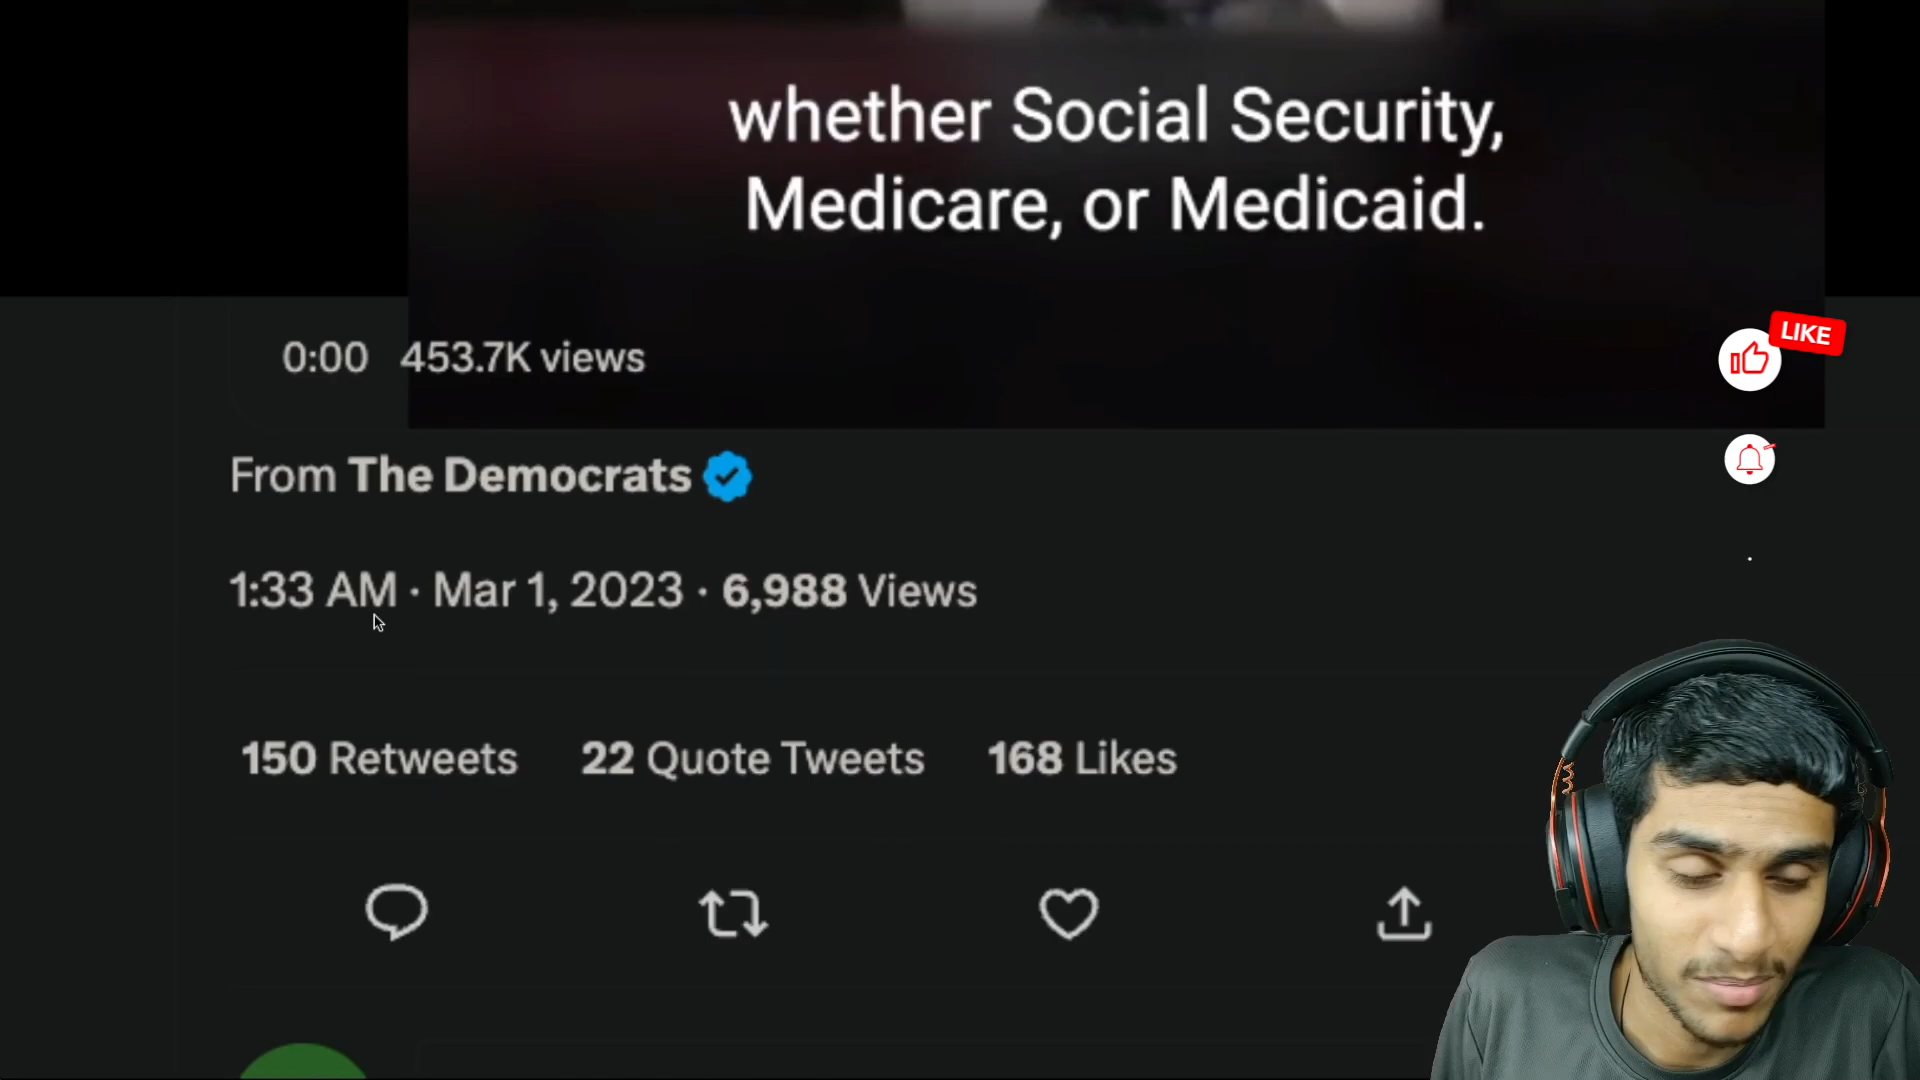 whether Social Security,
Medicare, or Medicaid.
0:00 453.7K views
LIKE
From The Democrats
1:33 AM · Mar 1, 2023 · 6,988 Views
150 Retweets 22 Quote Tweets 168 Likes